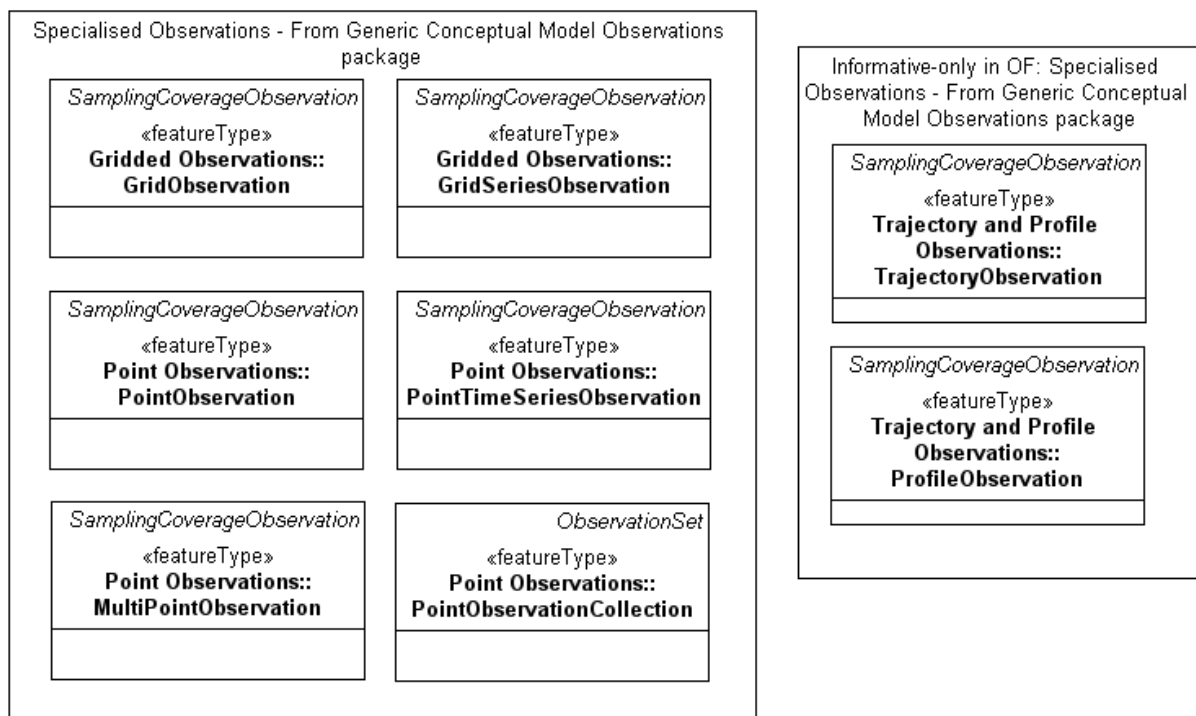 Specialised Observations - From Generic Conceptual Model Observations
package
SamplingCoverageObservation
«featureType»
Gridded Observations::
GridObservation
SamplingCoverageObservation
«featureType»
Gridded Observations::
GridSeriesObservation
SamplingCoverageObservation
«featureType»
Point Observations::
PointObservation
SamplingCoverageObservation
«featureType»
Point Observations::
PointTimeSeriesObservation
SamplingCoverageObservation
«featureType»
Point Observations::
MultiPointObservation
ObservationSet
«featureType»
Point Observations::
PointObservationCollection
Informative-only in OF: Specialised
Observations - From Generic Conceptual
Model Observations package
SamplingCoverageObservation
«featureType»
Trajectory and Profile
Observations::
TrajectoryObservation
SamplingCoverageObservation
«featureType»
Trajectory and Profile
Observations::
ProfileObservation